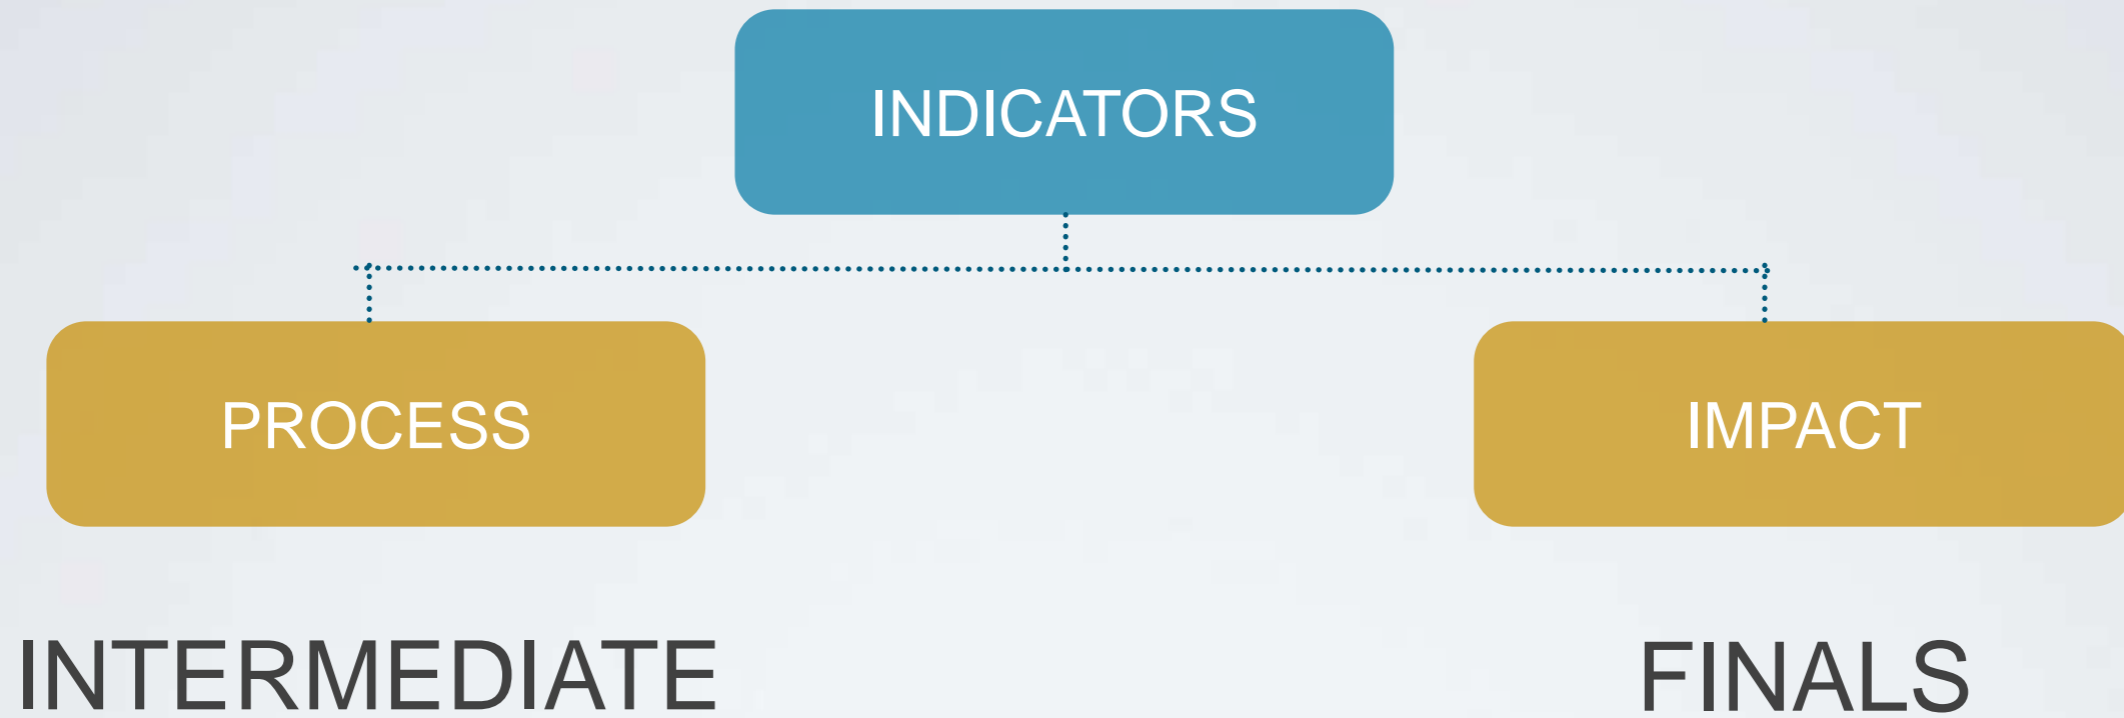 INDICATORS
PROCESS
IMPACT
INTERMEDIATE
FINALS